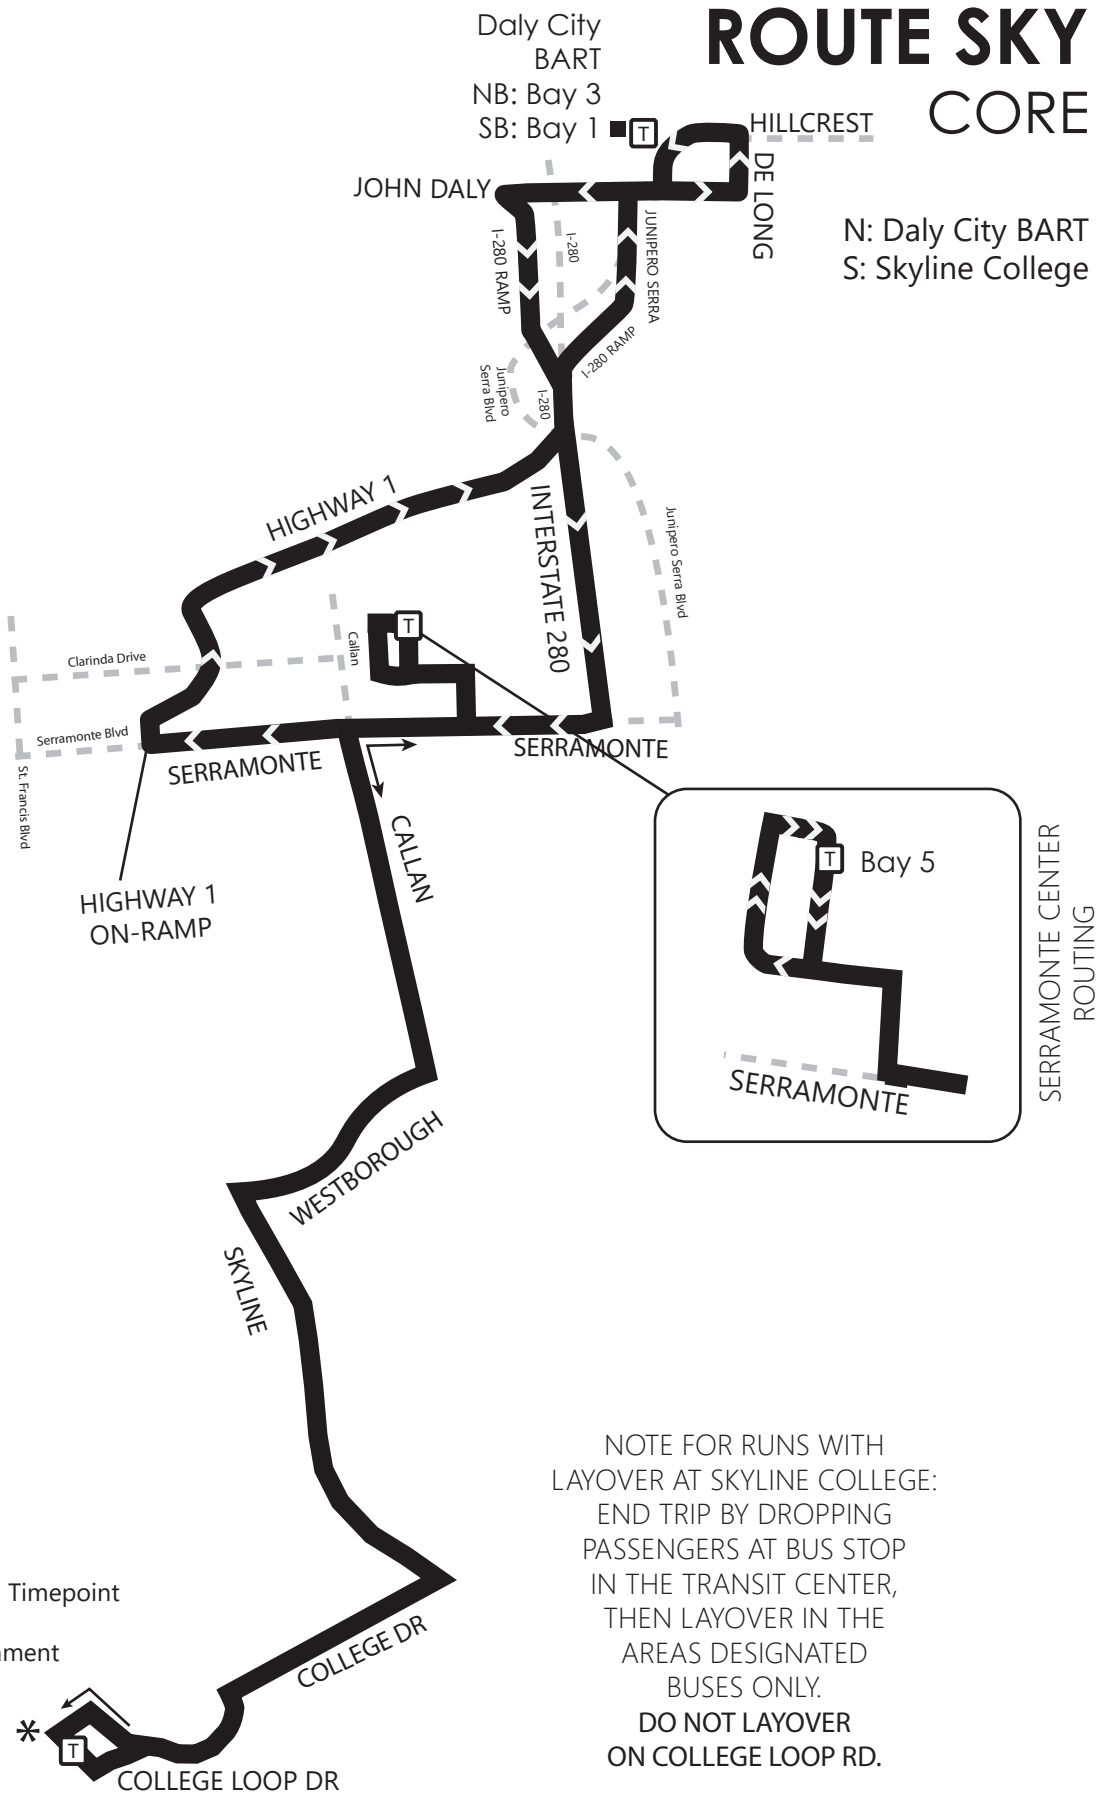 ROUTE SKY
CORE
Daly City
BART
NB: Bay 3
SB: Bay 1
T
HILLCREST
DE LONG
JOHN DALY
N: Daly City BART
S: Skyline College
I-280 RAMP
I-280
JUNIPERO SERRA
I-280 RAMP
Junipero
Serra Blvd
I-280
HIGHWAY 1
INTERSTATE 280
Junipero Serra Blvd
T
Callan
Clarinda Drive
Serramonte Blvd
SERRAMONTE
SERRAMONTE
St. Francis Blvd
CALLAN
HIGHWAY 1
ON-RAMP
T
Bay 5
SERRAMONTE
SERRAMONTE CENTER
ROUTING
WESTBOROUGH
SKYLINE
NOTE FOR RUNS WITH
LAYOVER AT SKYLINE COLLEGE:
END TRIP BY DROPPING
PASSENGERS AT BUS STOP
IN THE TRANSIT CENTER,
THEN LAYOVER IN THE
AREAS DESIGNATED
BUSES ONLY.
DO NOT LAYOVER
ON COLLEGE LOOP RD.
Timepoint
COLLEGE DR
*
T
COLLEGE LOOP DR